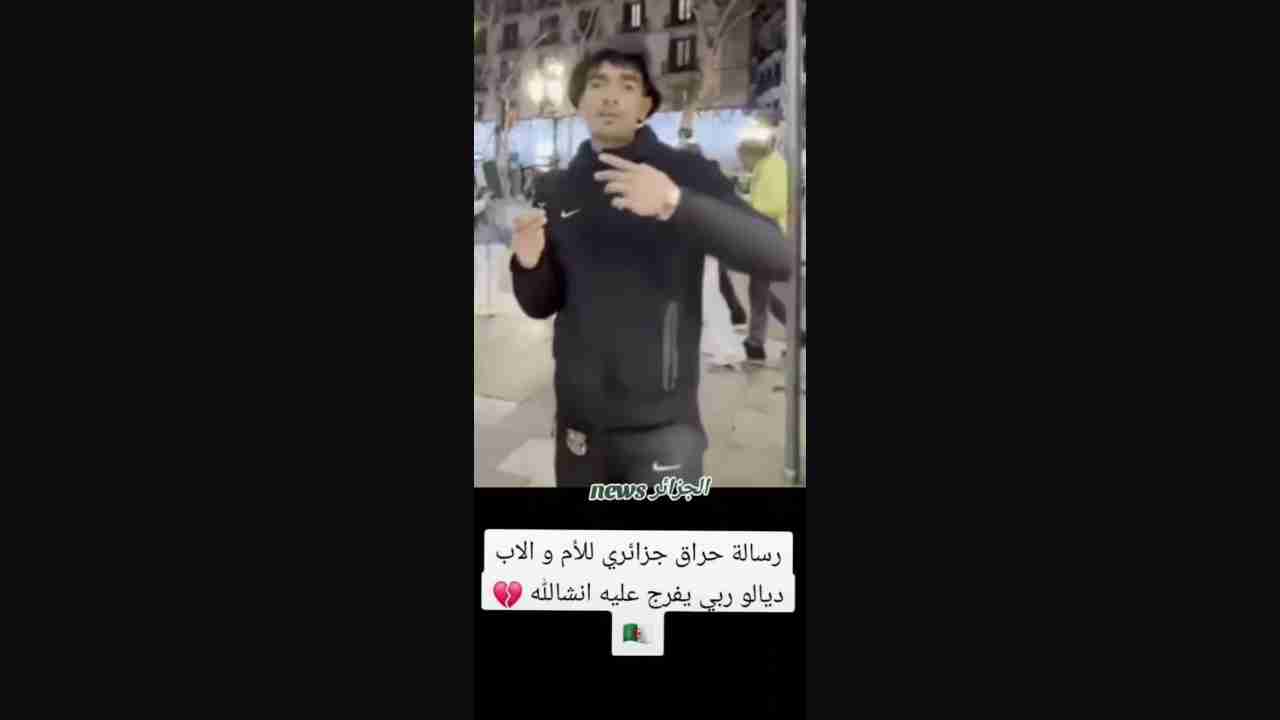 الجزائر news
رسالة حراق جزائري للأم و الاب
ديالو ربي يفرج عليه انشالله 💔
🇩🇿